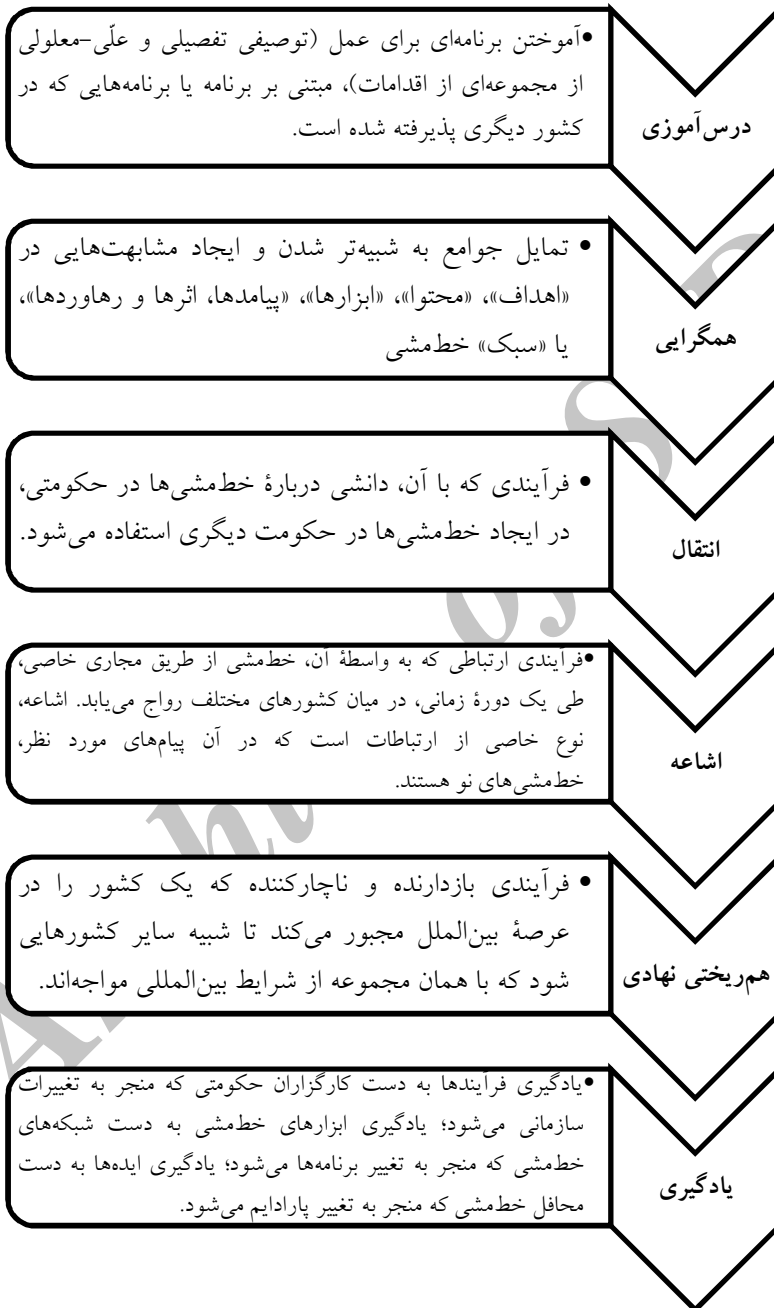 درس‌آموزی
•آموختن برنامه‌ای برای عمل (توصیفی تفصیلی و علّی-معلولی
از مجموعه‌ای از اقدامات)، مبتنی بر برنامه یا برنامه‌هایی که در
کشور دیگری پذیرفته شده است.
همگرایی
• تمایل جوامع به شبیه‌تر شدن و ایجاد مشابهت‌هایی در
«اهداف»، «محتوا»، «ابزارها»، «پیامدها، اثرها و رهاوردها»،
یا «سبک» خط‌مشی
انتقال
• فرآیندی که با آن، دانشی دربارهٔ خط‌مشی‌ها در حکومتی،
در ایجاد خط‌مشی‌ها در حکومت دیگری استفاده می‌شود.
اشاعه
•فرآیندی ارتباطی که به واسطهٔ آن، خط‌مشی از طریق مجاری خاصی،
طی یک دورهٔ زمانی، در میان کشورهای مختلف رواج می‌یابد. اشاعه،
نوع خاصی از ارتباطات است که در آن پیام‌های مورد نظر،
خط‌مشی‌های نو هستند.
هم‌ریختی نهادی
• فرآیندی بازدارنده و ناچارکننده که یک کشور را در
عرصهٔ بین‌الملل مجبور می‌کند تا شبیه سایر کشورهایی
شود که با همان مجموعه از شرایط بین‌المللی مواجه‌اند.
یادگیری
•یادگیری فرآیندها به دست کارگزاران حکومتی که منجر به تغییرات
سازمانی می‌شود؛ یادگیری ابزارهای خط‌مشی به دست شبکه‌های
خط‌مشی که منجر به تغییر برنامه‌ها می‌شود؛ یادگیری ایده‌ها به دست
محافل خط‌مشی که منجر به تغییر پارادایم می‌شود.